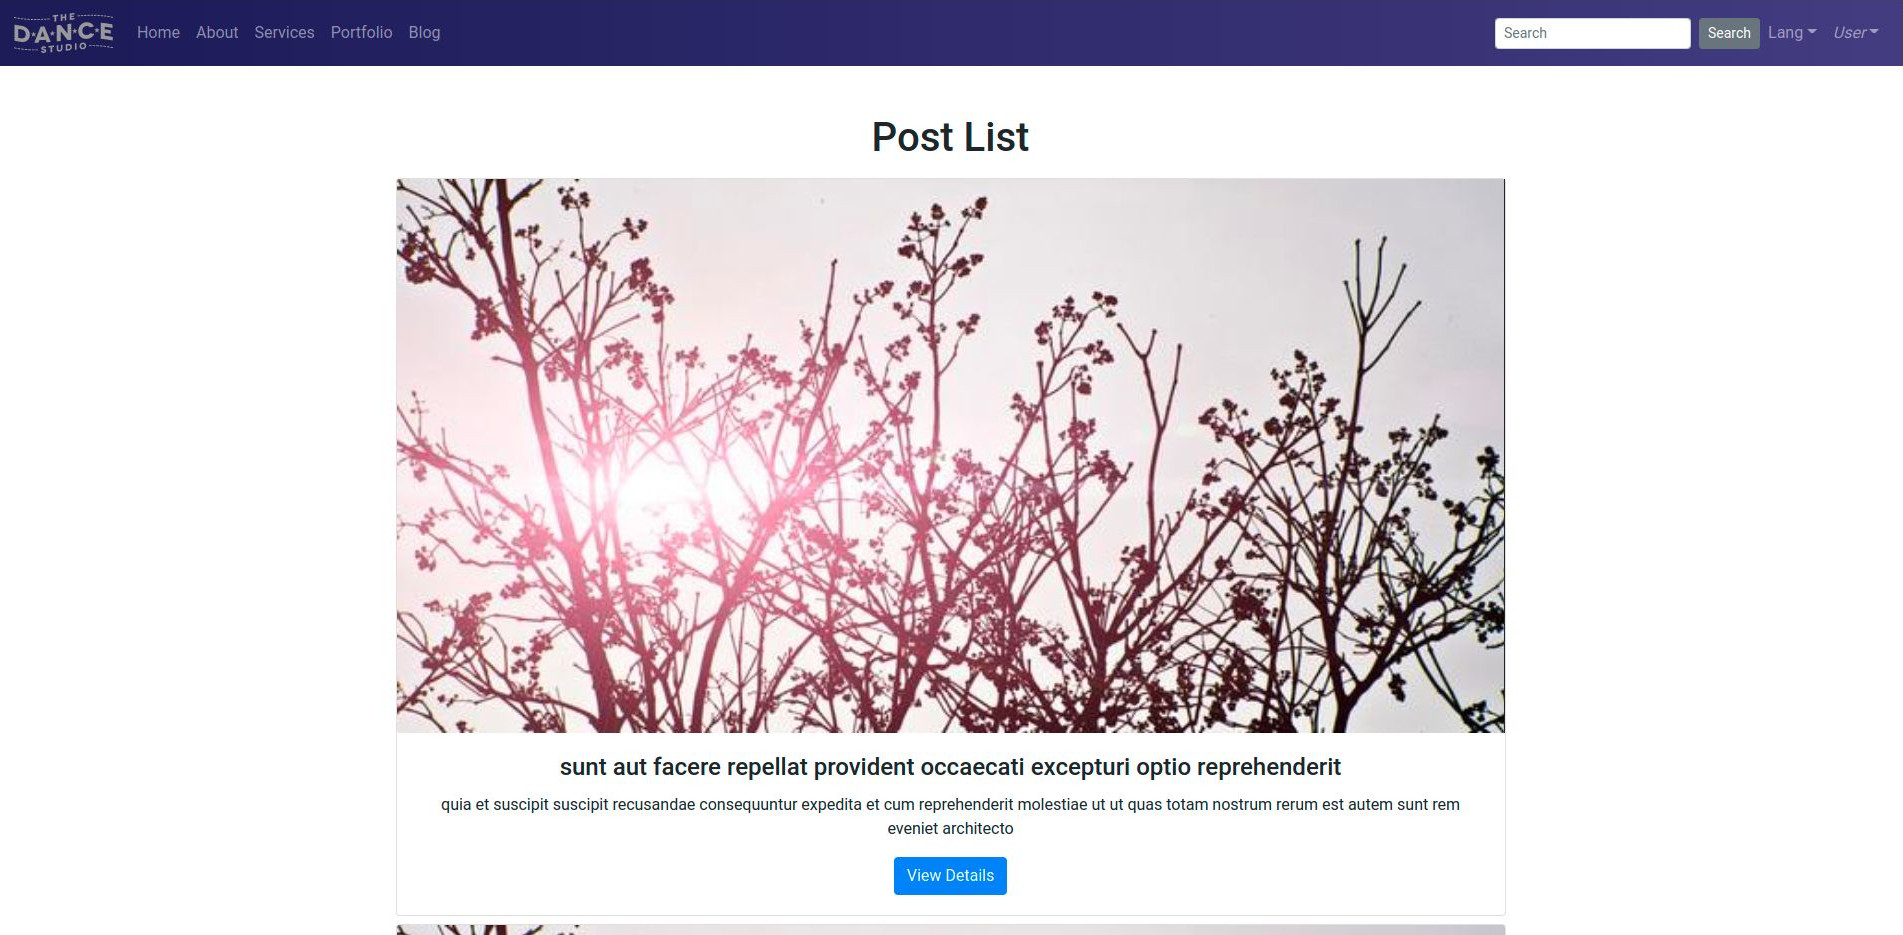 THE
D·A·N·C·E
STUDIO
Home About Services Portfolio Blog
Search Search Lang User
Post List
sunt aut facere repellat provident occaecati excepturi optio reprehenderit
quia et suscipit suscipit recusandae consequuntur expedita et cum reprehenderit molestiae ut ut quas totam nostrum rerum est autem sunt rem
eveniet architecto
View Details